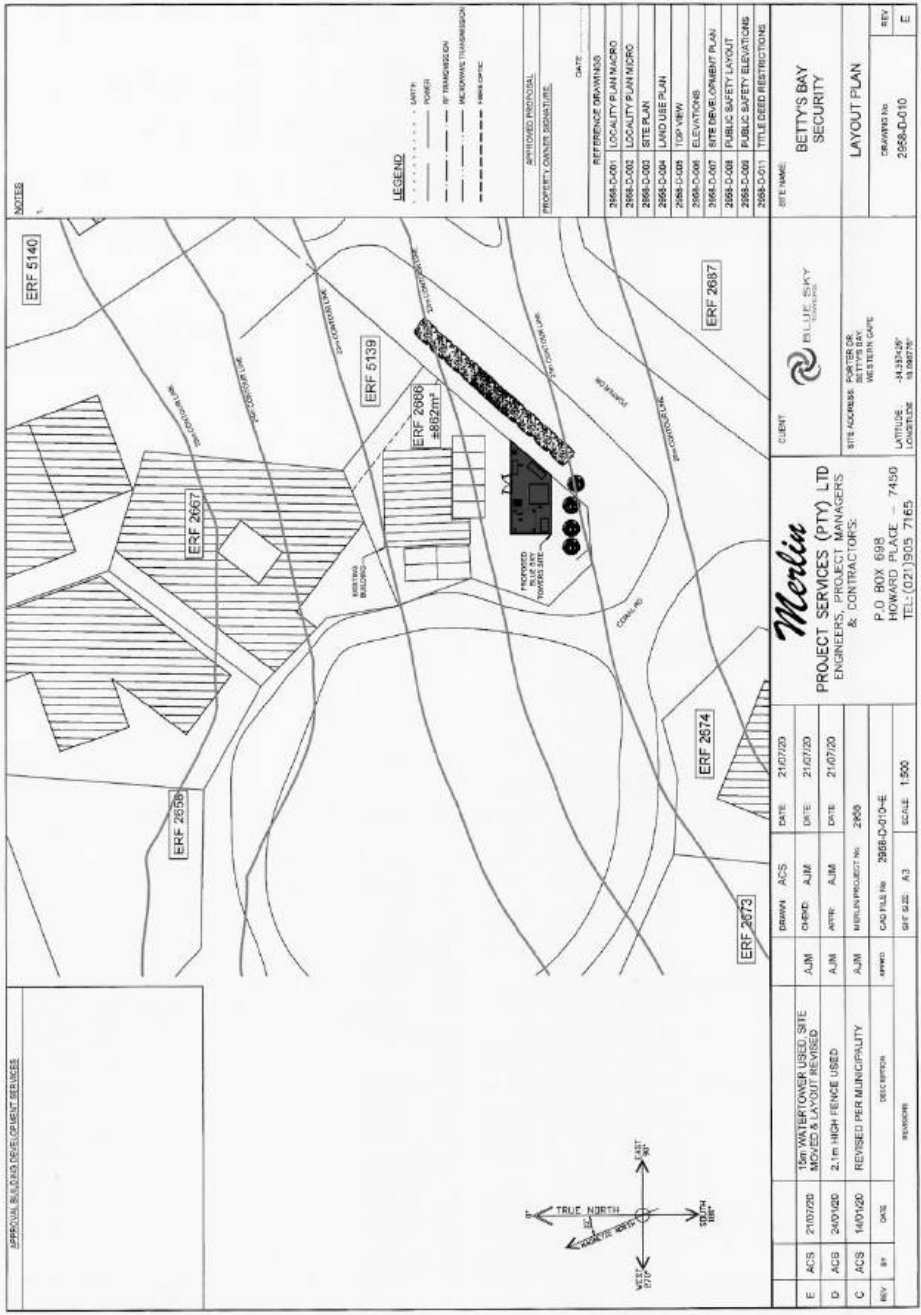 APPROVAL BUILDING DEVELOPMENT SERVICES
NOTES
1.
ERF 5140
ERF 2667
ERF 5139
ERF 2666
±862m²
ERF 2658
ERF 2687
ERF 2674
ERF 2673
EXISTING
BUILDING
PROPOSED
BLUE SKY
TOWERS SITE
PORTER DR
CORAL RD
0°
TRUE NORTH
MAGNETIC NORTH
WEST
270°
EAST
90°
SOUTH
180°
LEGEND
EARTH
POWER
RF TRANSMISSION
MICROWAVE TRANSMISSION
FIBRE OPTIC
APPROVED PROPOSAL
PROPERTY OWNER SIGNATURE
DATE
REFERENCE DRAWINGS
2958-D-001 LOCALITY PLAN MACRO
2958-D-002 LOCALITY PLAN MICRO
2958-D-003 SITE PLAN
2958-D-004 LAND USE PLAN
2958-D-005 TOP VIEW
2958-D-006 ELEVATIONS
2958-D-007 SITE DEVELOPMENT PLAN
2958-D-008 PUBLIC SAFETY LAYOUT
2958-D-009 PUBLIC SAFETY ELEVATIONS
2958-D-011 TITLE DEED RESTRICTIONS
E ACS 21/07/20 15m WATERTOWER USED, SITE MOVED & LAYOUT REVISED AJM
D ACS 24/01/20 2.1m HIGH FENCE USED AJM
C ACS 14/01/20 REVISED PER MUNICIPALITY AJM
REV BY DATE DESCRIPTION APPRD
REVISIONS
DRAWN ACS DATE 21/07/20
CHEKD AJM DATE 21/07/20
APPR. AJM DATE 21/07/20
MERLIN PROJECT No. 2958
CAD FILE No 2958-D-010-E
SHT SIZE A3 SCALE 1:500
Merlin
PROJECT SERVICES (PTY) LTD
ENGINEERS, PROJECT MANAGERS
& CONTRACTORS:
P.O BOX 698
HOWARD PLACE – 7450
TEL: (021)905 7165
CLIENT
BLUE SKY
TOWERS
SITE ADDRESS: PORTER DR
BETTY'S BAY
WESTERN CAPE
LATITUDE
LONGITUDE
SITE NAME:
BETTY'S BAY
SECURITY
LAYOUT PLAN
DRAWING No
2958-D-010
REV
E